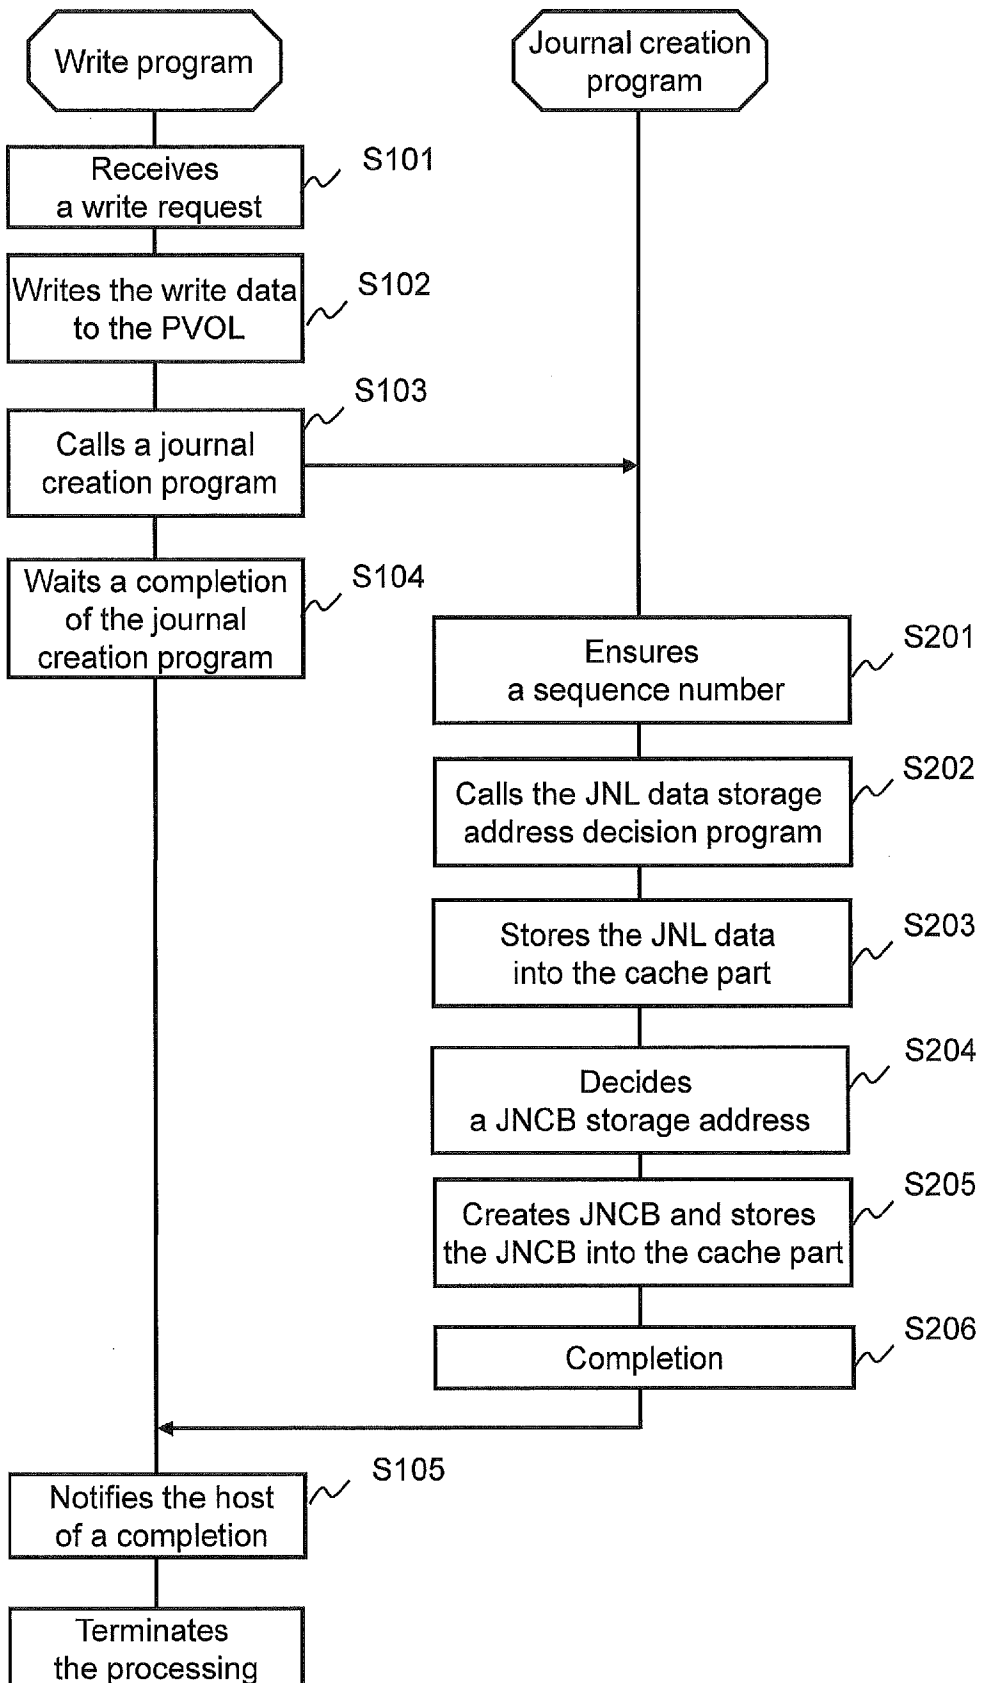 Write program
Journal creation
program
Receives
a write request
S101
Writes the write data
to the PVOL
S102
Calls a journal
creation program
S103
Waits a completion
of the journal
creation program
S104
Ensures
a sequence number
S201
Calls the JNL data storage
address decision program
S202
Stores the JNL data
into the cache part
S203
Decides
a JNCB storage address
S204
Creates JNCB and stores
the JNCB into the cache part
S205
Completion
S206
Notifies the host
of a completion
S105
Terminates
the processing